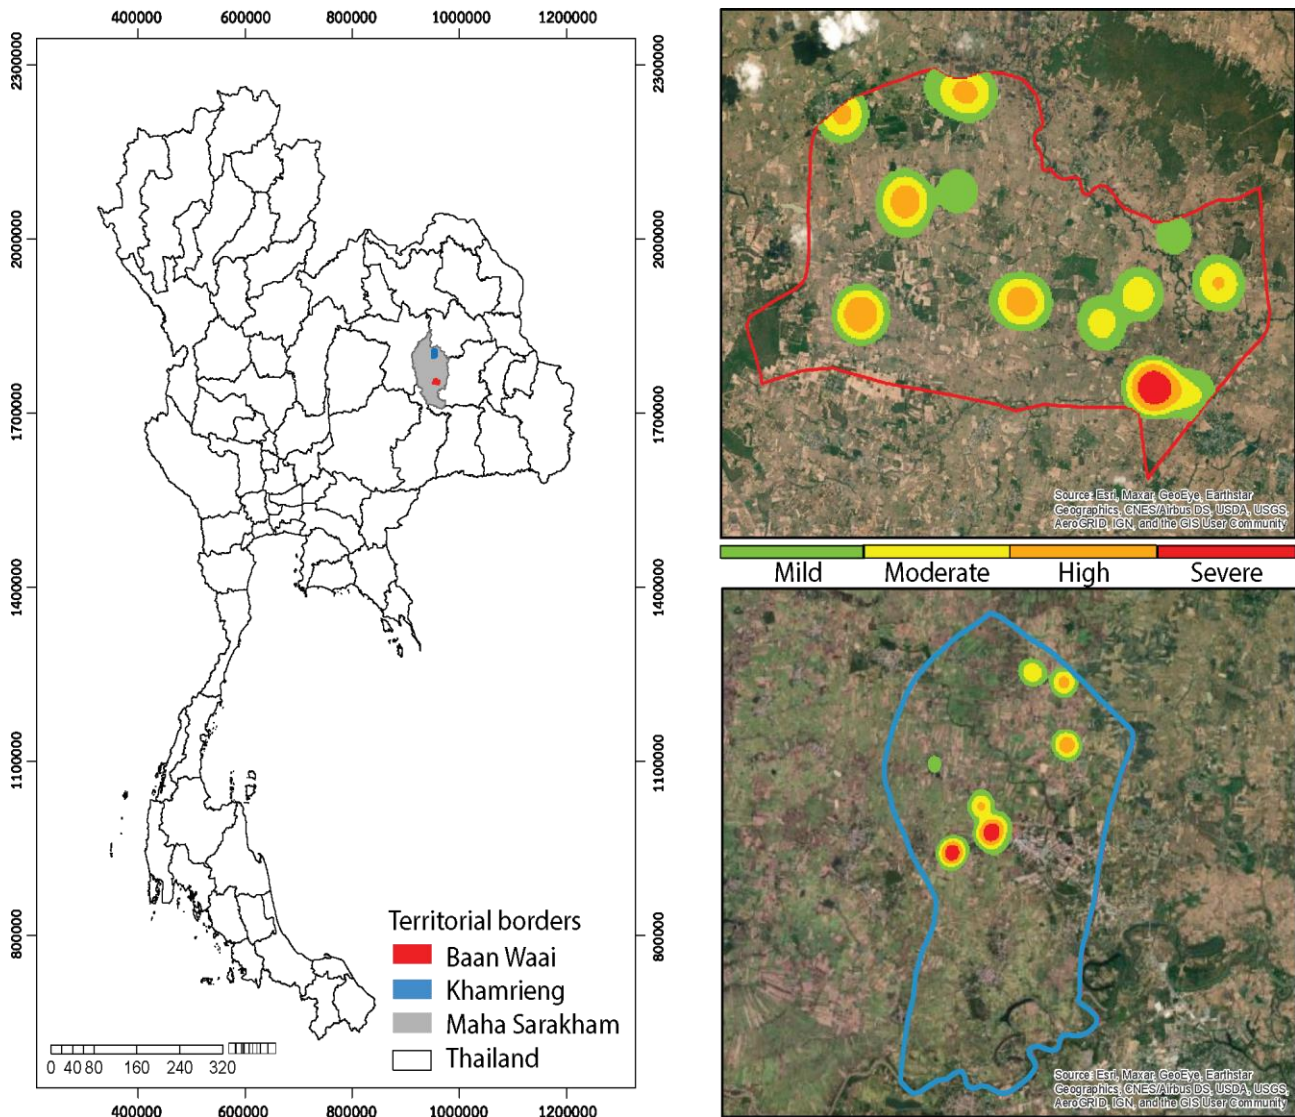 400000 600000 800000 1000000 1200000
2300000
2000000
1700000
1400000
1100000
800000
2300000
2000000
1700000
1400000
1100000
800000
Territorial borders
Baan Waai
Khamrieng
Maha Sarakham
Thailand
0 40 80 160 240 320
400000 600000 800000 1000000 1200000
Source: Esri, Maxar, GeoEye, Earthstar
Geographics, CNES/Airbus DS, USDA, USGS,
AeroGRID, IGN, and the GIS User Community
Mild Moderate High Severe
Source: Esri, Maxar, GeoEye, Earthstar
Geographics, CNES/Airbus DS, USDA, USGS,
AeroGRID, IGN, and the GIS User Community